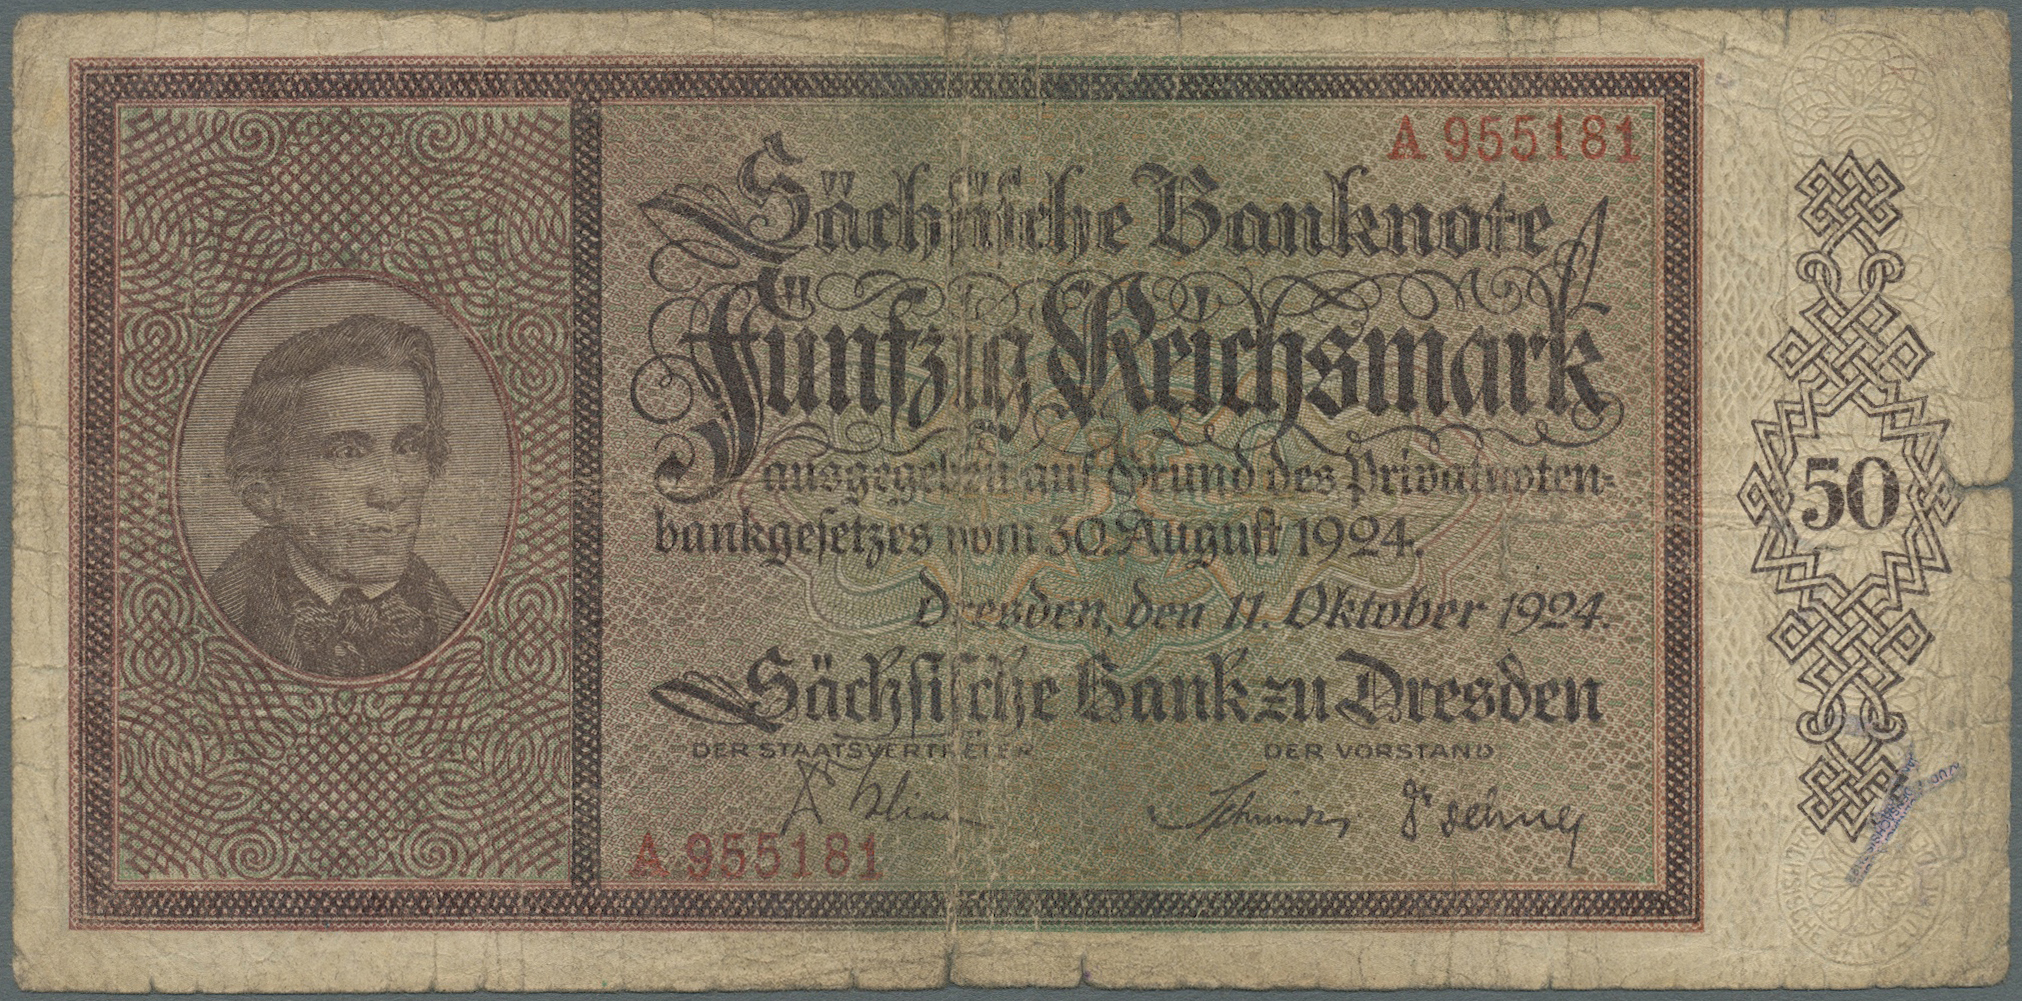 A 955181
Sächsische Banknote
Fünfzig Reichsmark
ausgegeben auf Grund des Privatnoten-
bankgesetzes vom 30. August 1924.
Dresden, den 11. Oktober 1924.
Sächsische Bank zu Dresden
DER STAATSVERTRETER DER VORSTAND
A 955181
50
SÄCHSISCHE